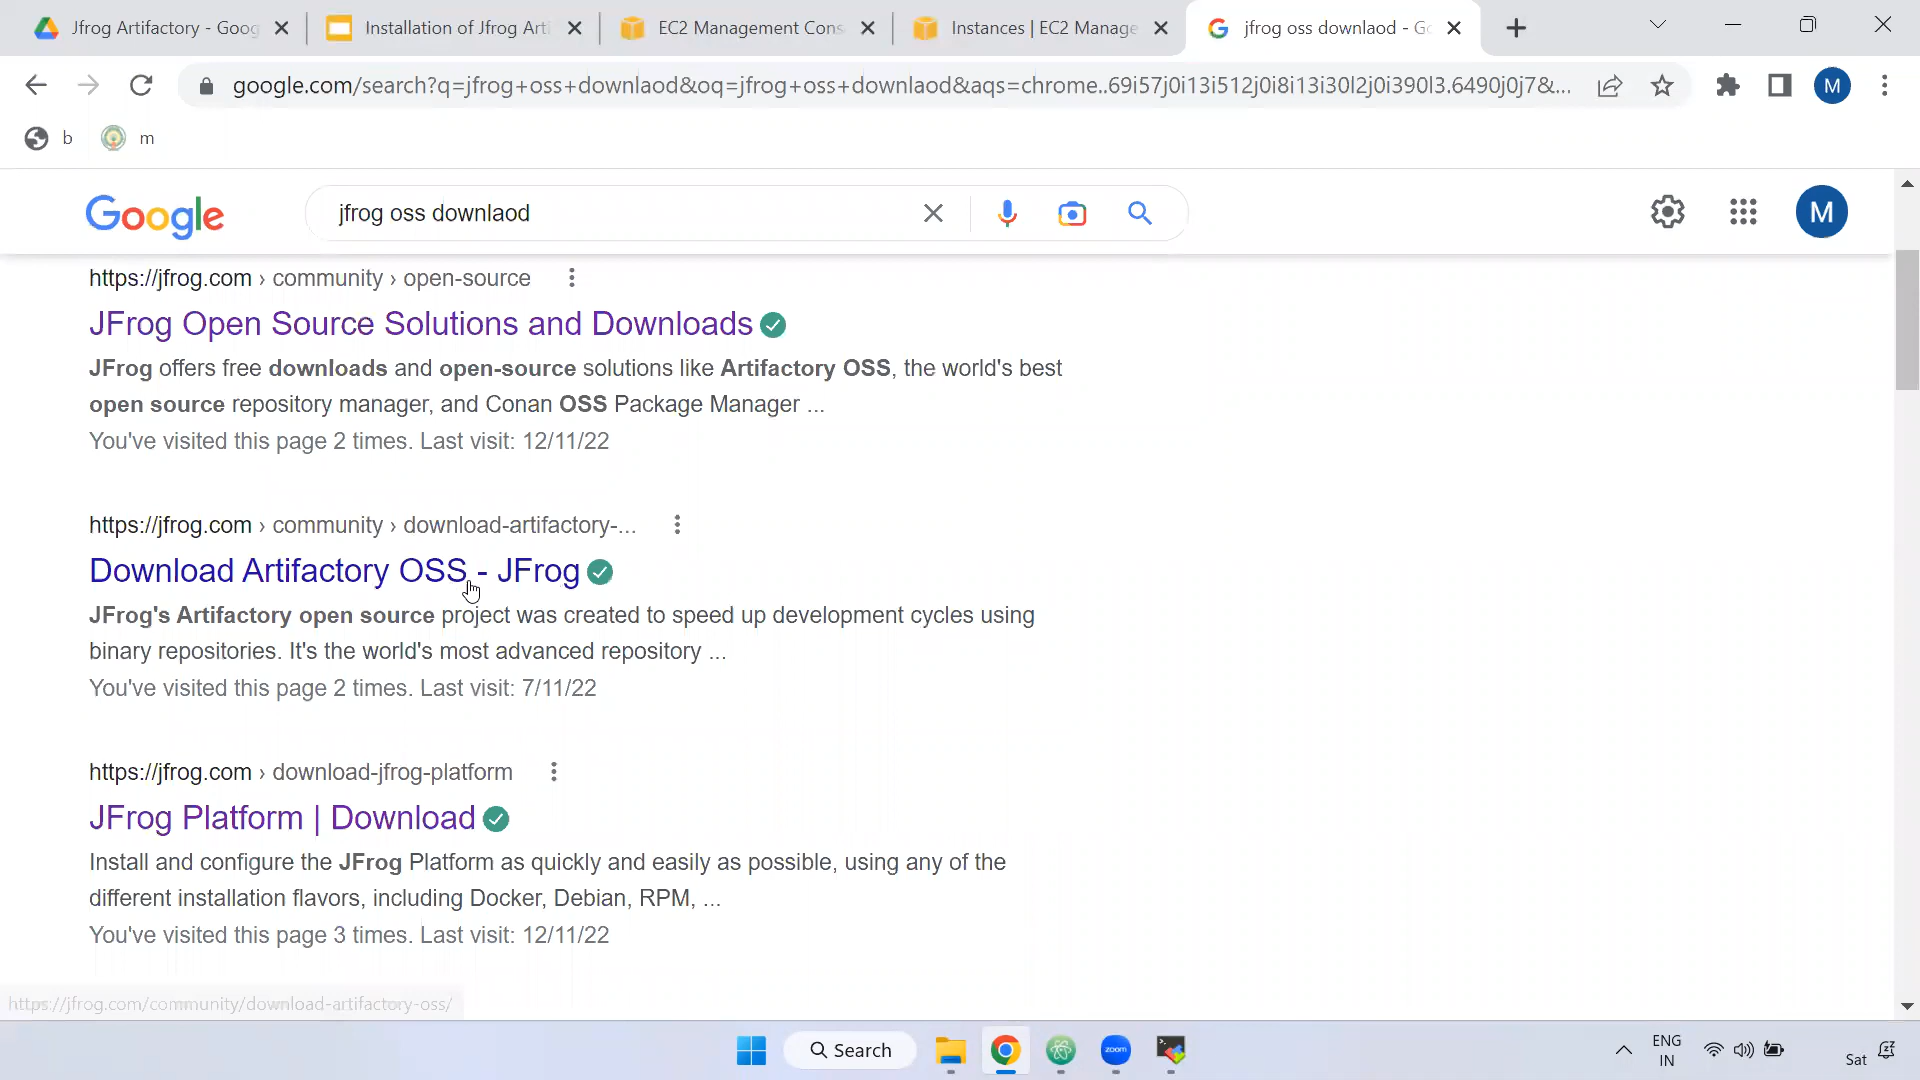 Jfrog Artifactory - Goog
Installation of Jfrog Arti
EC2 Management Cons
Instances | EC2 Manage
jfrog oss downlaod - Go
google.com/search?q=jfrog+oss+downlaod&oq=jfrog+oss+downlaod&aqs=chrome..69i57j0i13i512j0i8i13i30l2j0i390l3.6490j0j7&...
M
b
m
Google
jfrog oss downlaod
M
https://jfrog.com › community › open-source
JFrog Open Source Solutions and Downloads
JFrog offers free downloads and open-source solutions like Artifactory OSS, the world's best
open source repository manager, and Conan OSS Package Manager ...
You've visited this page 2 times. Last visit: 12/11/22
https://jfrog.com › community › download-artifactory-...
Download Artifactory OSS - JFrog
JFrog's Artifactory open source project was created to speed up development cycles using
binary repositories. It's the world's most advanced repository ...
You've visited this page 2 times. Last visit: 7/11/22
https://jfrog.com › download-jfrog-platform
JFrog Platform | Download
Install and configure the JFrog Platform as quickly and easily as possible, using any of the
different installation flavors, including Docker, Debian, RPM, ...
You've visited this page 3 times. Last visit: 12/11/22
https://jfrog.com/community/download-artifactory-oss/
Search
zoom
ENG
IN
Sat